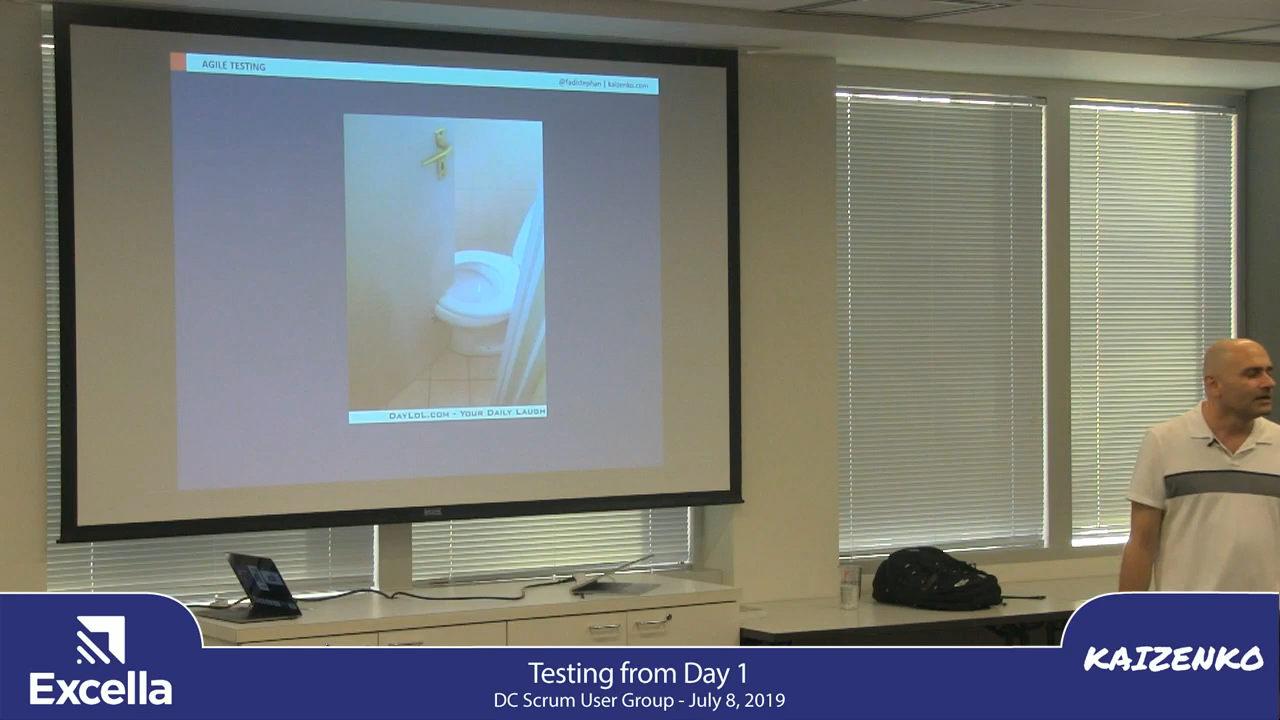 AGILE TESTING
@fadistephan | kaizenko.com
DayLoL.com - Your Daily Laugh
Excella
Testing from Day 1
DC Scrum User Group - July 8, 2019
KAIZENKO